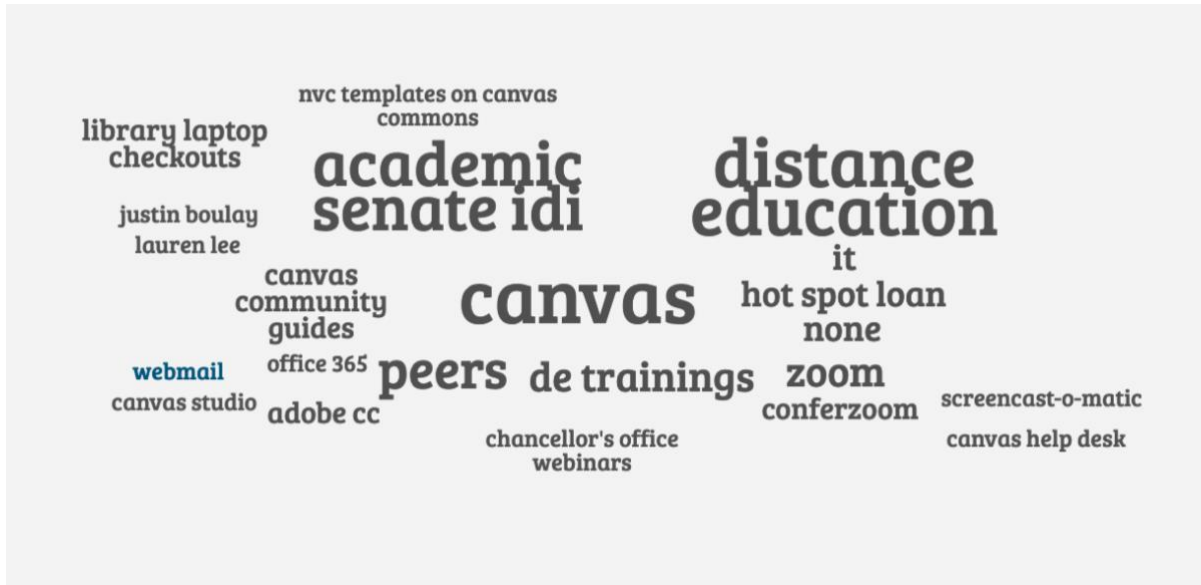 nvc templates on canvas
commons
library laptop
checkouts
academic
senate idi
distance
education
justin boulay
lauren lee
it
canvas
community
guides
canvas
hot spot loan
none
webmail
office 365
peers
de trainings
zoom
canvas studio
adobe cc
conferzoom
screencast-o-matic
chancellor's office
webinars
canvas help desk